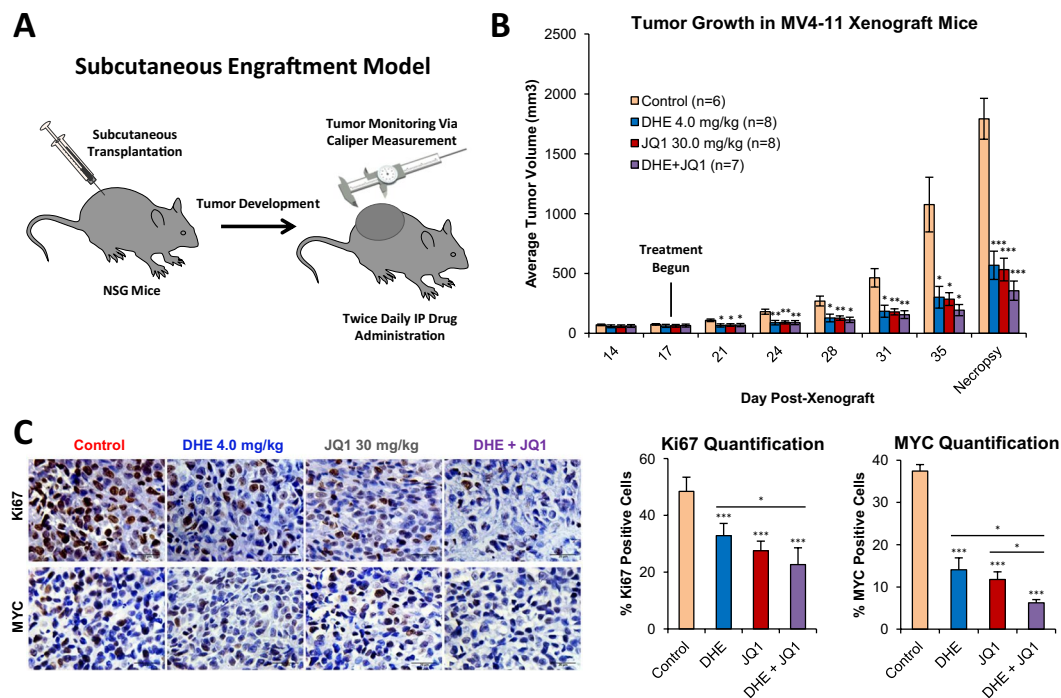 A
Subcutaneous Engraftment Model
Subcutaneous
Transplantation
Tumor Monitoring Via
Caliper Measurement
Tumor Development
NSG Mice
Twice Daily IP Drug
Administration
B
Tumor Growth in MV4-11 Xenograft Mice
Average Tumor Volume (mm3)
2500
2000
1500
1000
500
0
Control (n=6)
DHE 4.0 mg/kg (n=8)
JQ1 30.0 mg/kg (n=8)
DHE+JQ1 (n=7)
Treatment
Begun
* * *
** ** **
* ** *
* ** **
* * *
*** *** ***
14 17 21 24 28 31 35 Necropsy
Day Post-Xenograft
C
Control DHE 4.0 mg/kg JQ1 30 mg/kg DHE + JQ1
Ki67
MYC
Ki67 Quantification
% Ki67 Positive Cells
60
40
20
0
*
*** *** ***
Control DHE JQ1 DHE + JQ1
MYC Quantification
% MYC Positive Cells
40
30
20
10
0
*
*
*** *** ***
Control DHE JQ1 DHE + JQ1